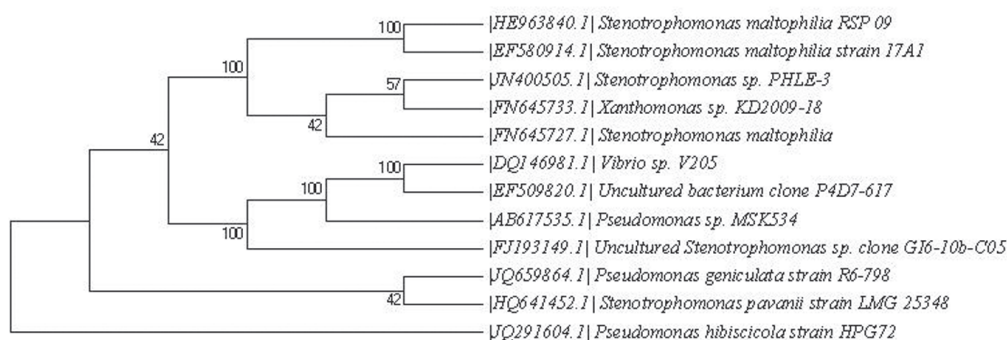 |HE963840.1| Stenotrophomonas maltophilia RSP 09
100
|EF580914.1| Stenotrophomonas maltophilia strain 17A1
100
|JN400505.1| Stenotrophomonas sp. PHLE-3
57
|FN645733.1| Xanthomonas sp. KD2009-18
42
|FN645727.1| Stenotrophomonas maltophilia
42
|DQ146981.1| Vibrio sp. V205
100
|EF509820.1| Uncultured bacterium clone P4D7-617
100
|AB617535.1| Pseudomonas sp. MSK534
100
|FJ193149.1| Uncultured Stenotrophomonas sp. clone GI6-10b-C05
|JQ659864.1| Pseudomonas geniculata strain R6-798
42
|HQ641452.1| Stenotrophomonas pavanii strain LMG 25348
|JQ291604.1| Pseudomonas hibiscicola strain HPG72